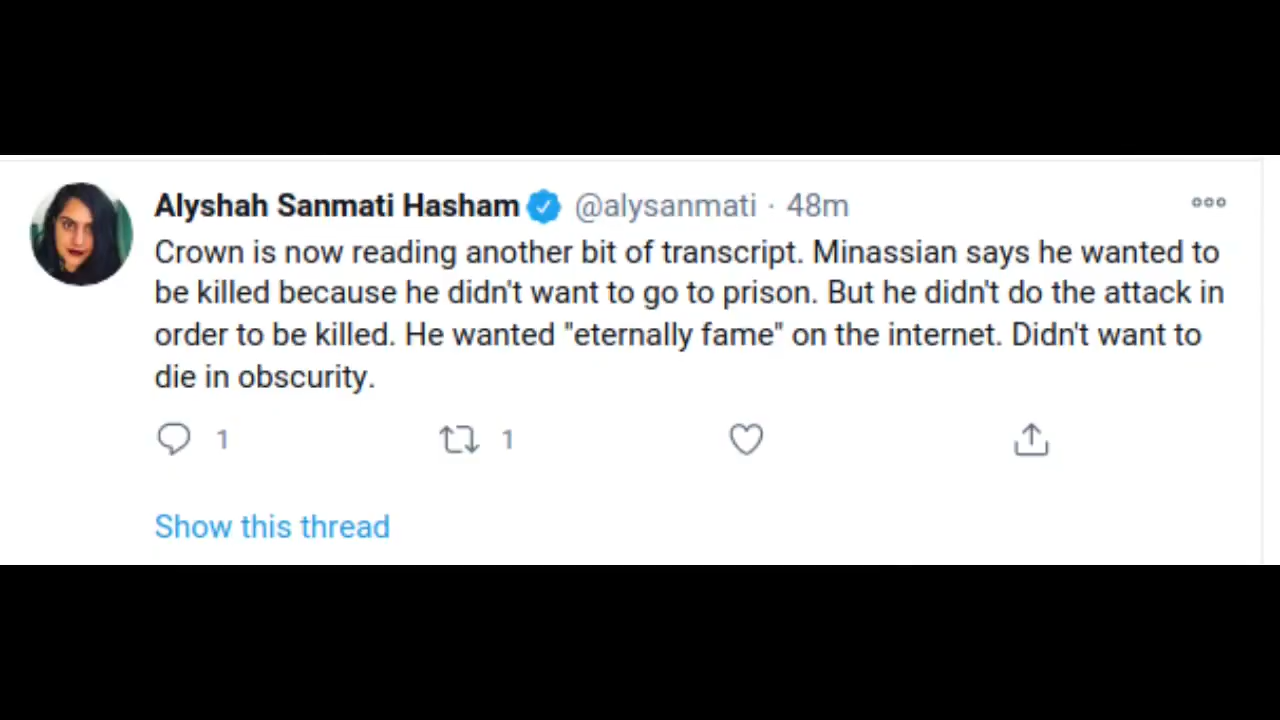 Alyshah Sanmati Hasham @alysanmati · 48m
Crown is now reading another bit of transcript. Minassian says he wanted to
be killed because he didn't want to go to prison. But he didn't do the attack in
order to be killed. He wanted "eternally fame" on the internet. Didn't want to
die in obscurity.
1 1
Show this thread